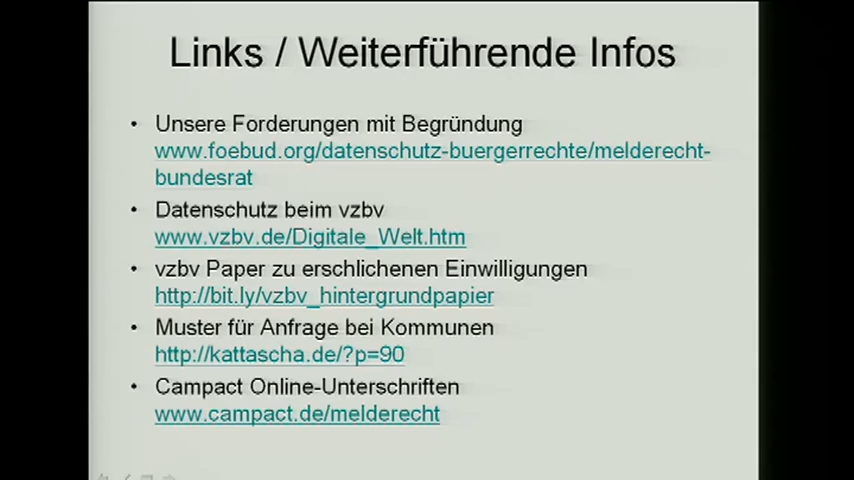 Links / Weiterführende Infos
• Unsere Forderungen mit Begründung
www.foebud.org/datenschutz-buergerrechte/melderecht-
bundesrat
• Datenschutz beim vzbv
www.vzbv.de/Digitale_Welt.htm
• vzbv Paper zu erschlichenen Einwilligungen
http://bit.ly/vzbv_hintergrundpapier
• Muster für Anfrage bei Kommunen
http://kattascha.de/?p=90
• Campact Online-Unterschriften
www.campact.de/melderecht